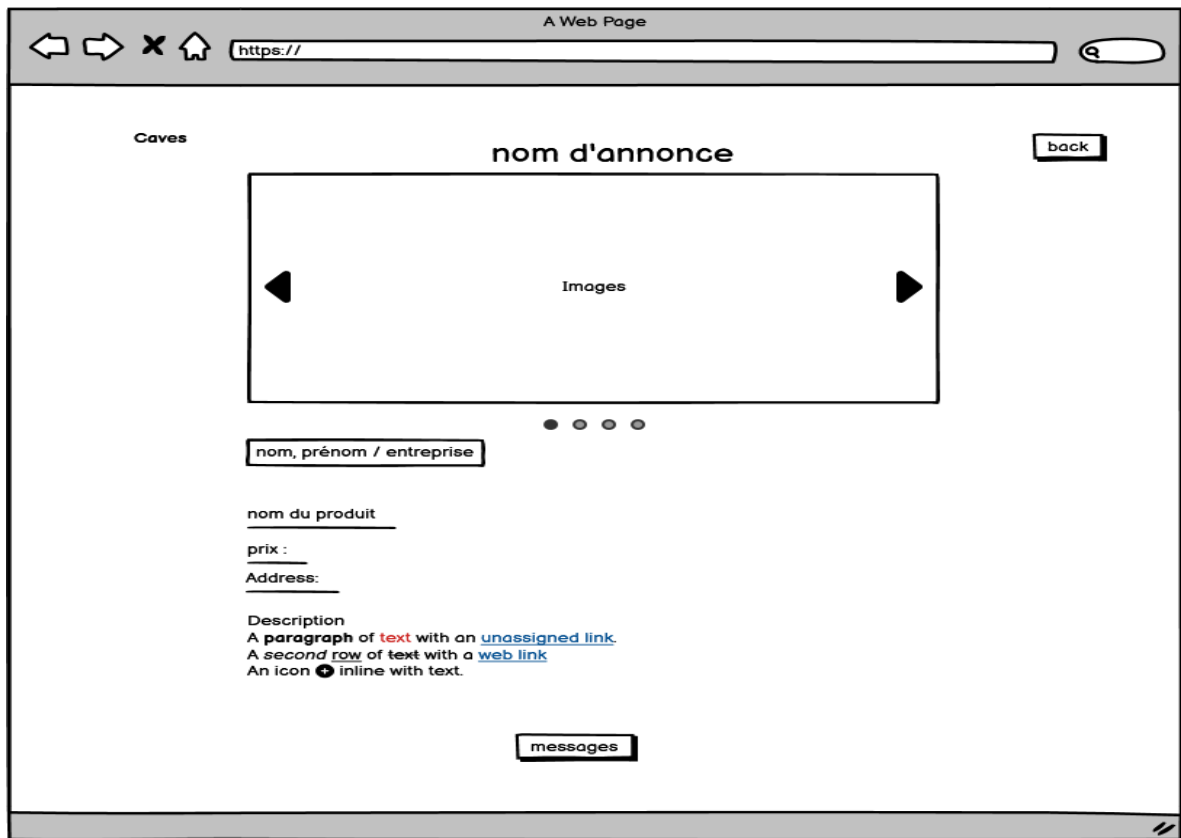 A Web Page
https://
Caves
nom d'annonce
back
Images
nom, prénom / entreprise
nom du produit
prix :
Address:
Description
A paragraph of text with an unassigned link.
A second row of text with a web link
An icon inline with text.
messages